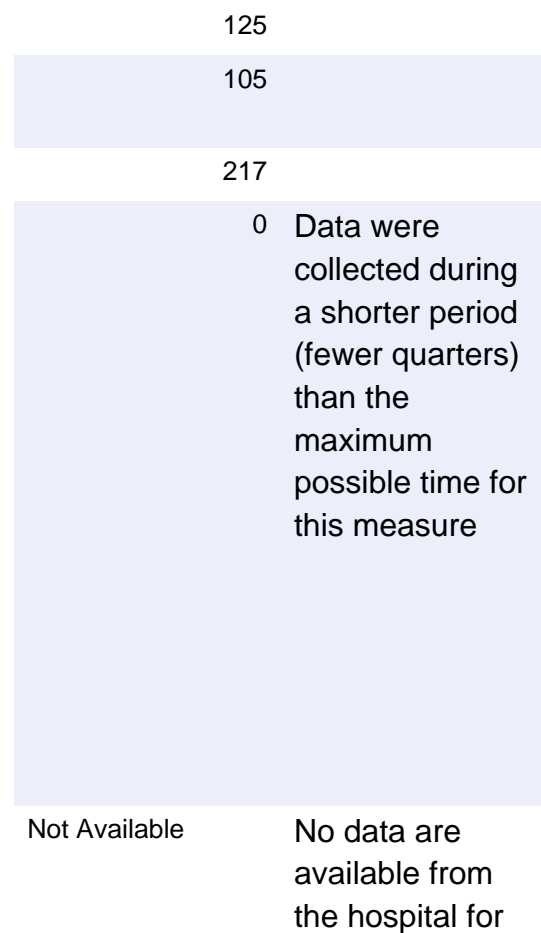 125
105
217
0 Data were
collected during
a shorter period
(fewer quarters)
than the
maximum
possible time for
this measure
Not Available No data are
available from
the hospital for